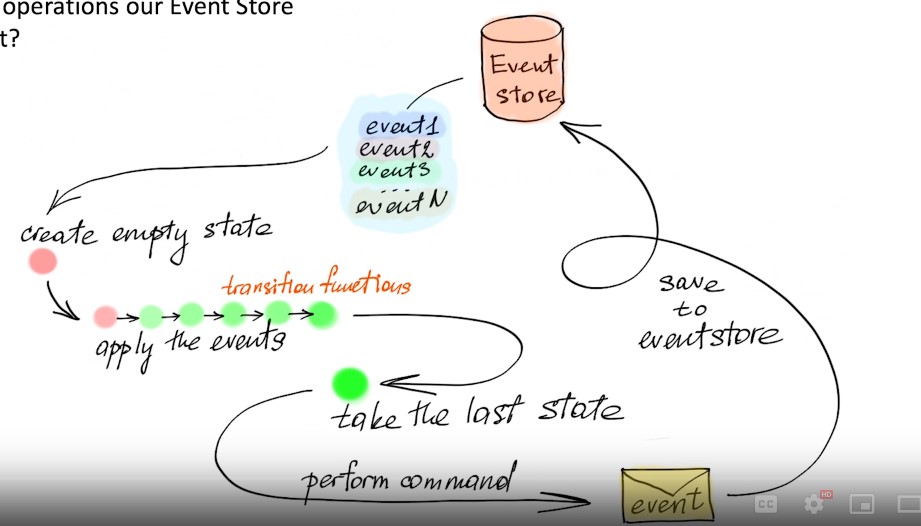 operations our Event Store
t?
Event
store
event1
event2
event3
...
event N
create empty state
transition functions
apply the events
take the last state
save
to
eventstore
perform command
event
CC
HD